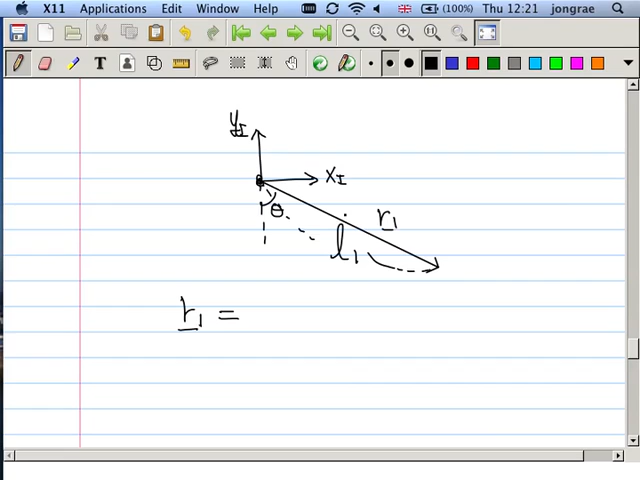 X11 Applications Edit Window Help (100%) Thu 12:21 jongrae
T
y_I
x_I
θ
r_1
l_1
r_1 =